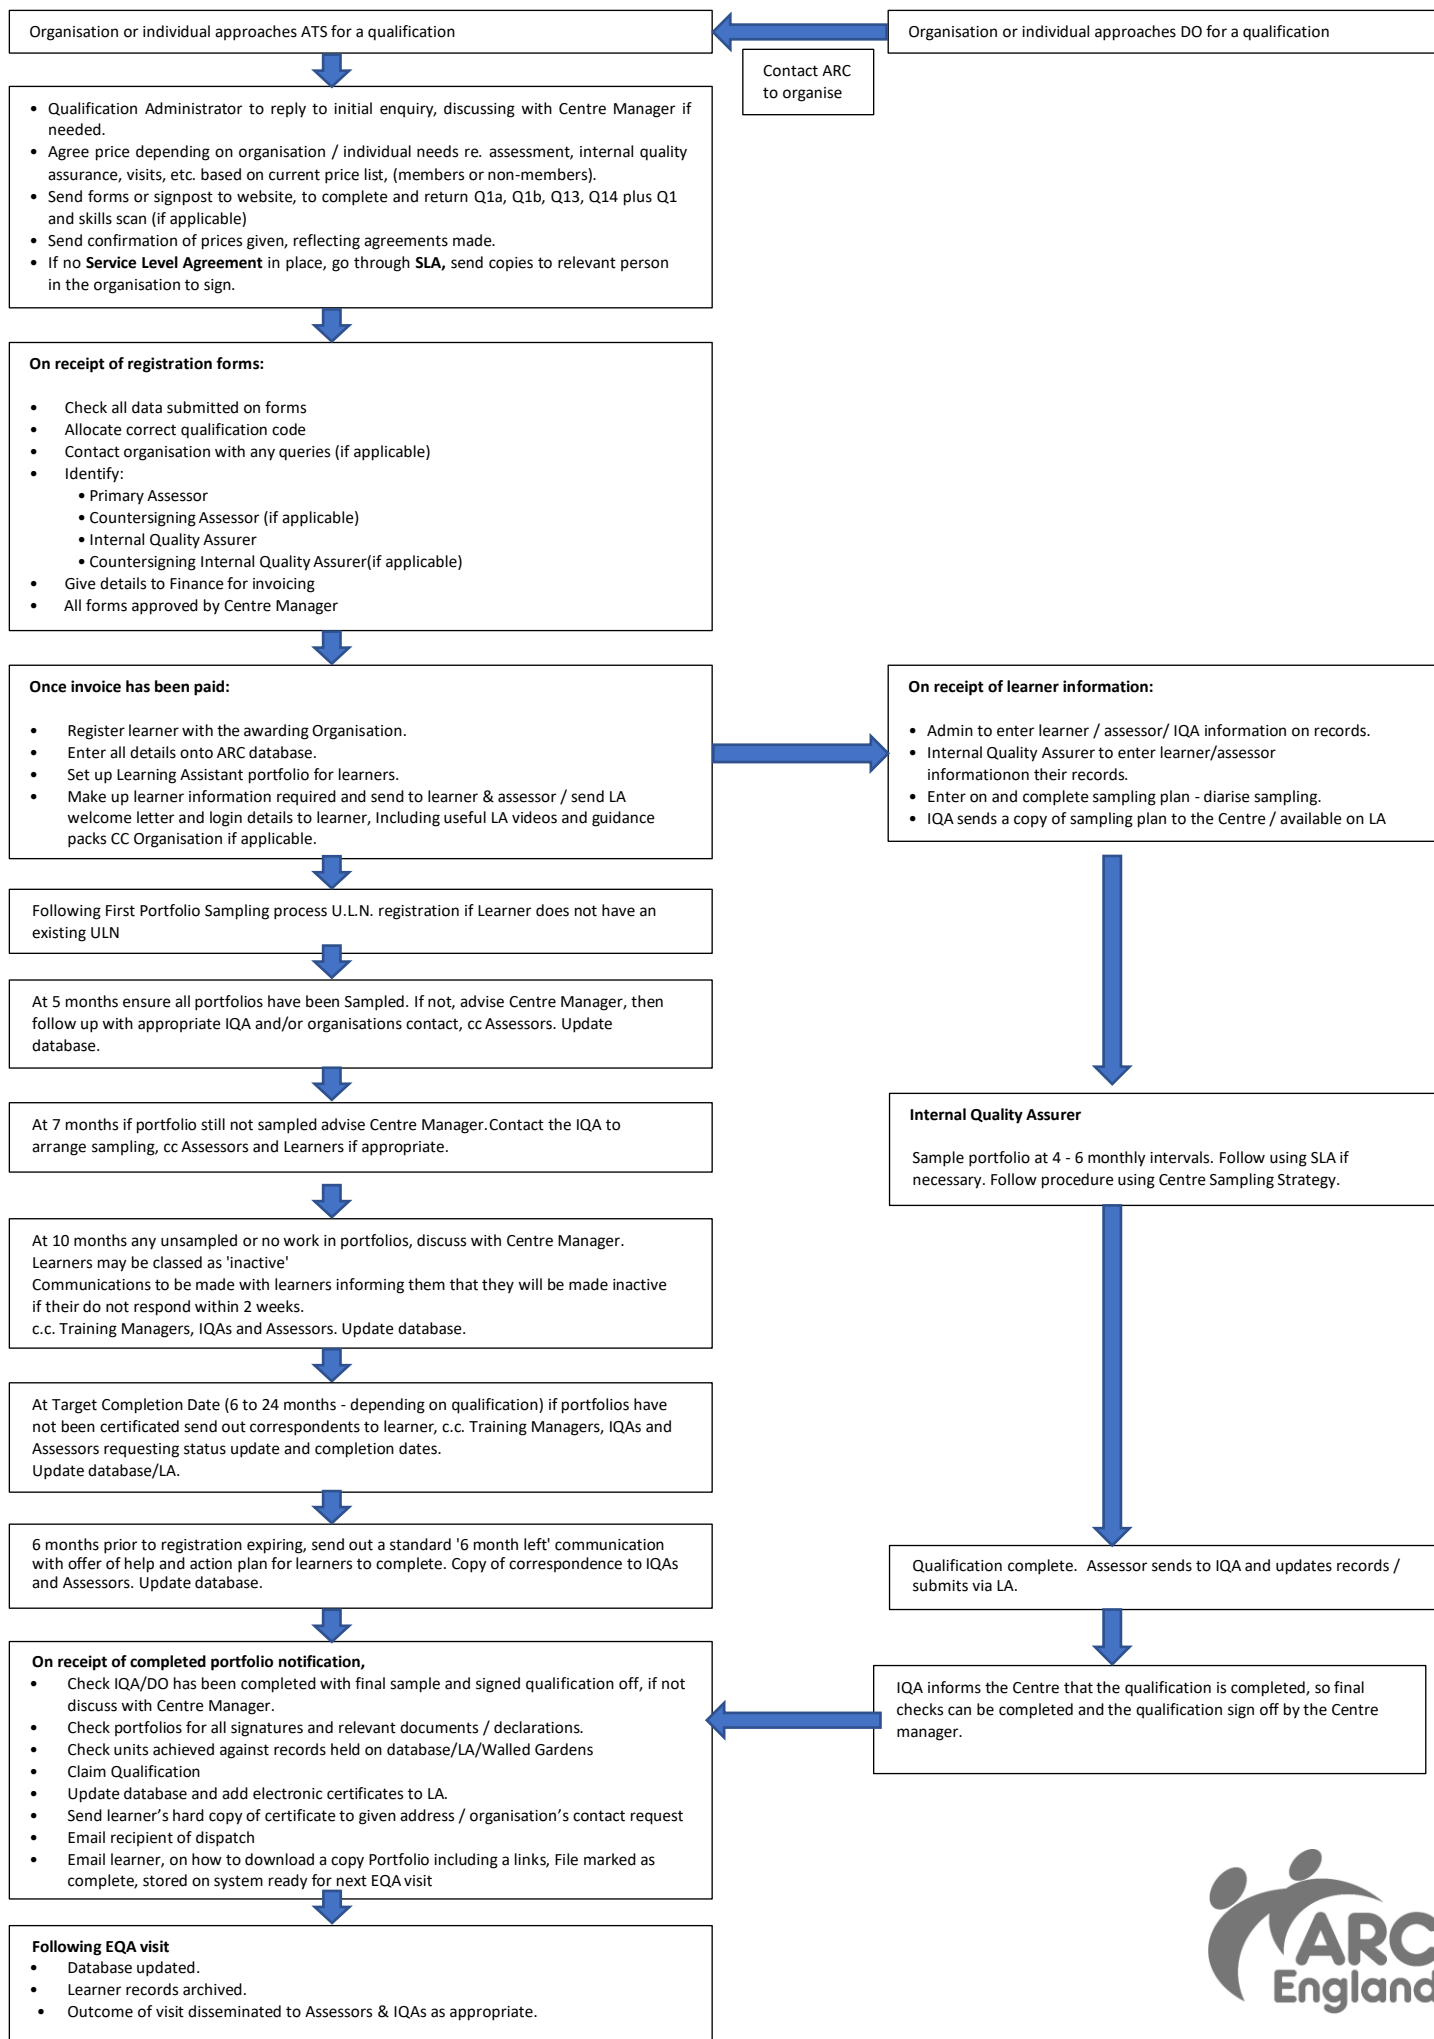 Organisation or individual approaches ATS for a qualification
Organisation or individual approaches DO for a qualification
Contact ARC
to organise
• Qualification Administrator to reply to initial enquiry, discussing with Centre Manager if
needed.
• Agree price depending on organisation / individual needs re. assessment, internal quality
assurance, visits, etc. based on current price list, (members or non-members).
• Send forms or signpost to website, to complete and return Q1a, Q1b, Q13, Q14 plus Q1
and skills scan (if applicable)
• Send confirmation of prices given, reflecting agreements made.
• If no Service Level Agreement in place, go through SLA, send copies to relevant person
in the organisation to sign.
On receipt of registration forms:
• Check all data submitted on forms
• Allocate correct qualification code
• Contact organisation with any queries (if applicable)
• Identify:
• Primary Assessor
• Countersigning Assessor (if applicable)
• Internal Quality Assurer
• Countersigning Internal Quality Assurer(if applicable)
• Give details to Finance for invoicing
• All forms approved by Centre Manager
Once invoice has been paid:
• Register learner with the awarding Organisation.
• Enter all details onto ARC database.
• Set up Learning Assistant portfolio for learners.
• Make up learner information required and send to learner & assessor / send LA
welcome letter and login details to learner, Including useful LA videos and guidance
packs CC Organisation if applicable.
On receipt of learner information:
• Admin to enter learner / assessor/ IQA information on records.
• Internal Quality Assurer to enter learner/assessor
informationon their records.
• Enter on and complete sampling plan - diarise sampling.
• IQA sends a copy of sampling plan to the Centre / available on LA
Following First Portfolio Sampling process U.L.N. registration if Learner does not have an
existing ULN
At 5 months ensure all portfolios have been Sampled. If not, advise Centre Manager, then
follow up with appropriate IQA and/or organisations contact, cc Assessors. Update
database.
At 7 months if portfolio still not sampled advise Centre Manager.Contact the IQA to
arrange sampling, cc Assessors and Learners if appropriate.
Internal Quality Assurer
Sample portfolio at 4 - 6 monthly intervals. Follow using SLA if
necessary. Follow procedure using Centre Sampling Strategy.
At 10 months any unsampled or no work in portfolios, discuss with Centre Manager.
Learners may be classed as 'inactive'
Communications to be made with learners informing them that they will be made inactive
if their do not respond within 2 weeks.
c.c. Training Managers, IQAs and Assessors. Update database.
At Target Completion Date (6 to 24 months - depending on qualification) if portfolios have
not been certificated send out correspondents to learner, c.c. Training Managers, IQAs and
Assessors requesting status update and completion dates.
Update database/LA.
6 months prior to registration expiring, send out a standard '6 month left' communication
with offer of help and action plan for learners to complete. Copy of correspondence to IQAs
and Assessors. Update database.
Qualification complete. Assessor sends to IQA and updates records /
submits via LA.
On receipt of completed portfolio notification,
• Check IQA/DO has been completed with final sample and signed qualification off, if not
discuss with Centre Manager.
• Check portfolios for all signatures and relevant documents / declarations.
• Check units achieved against records held on database/LA/Walled Gardens
• Claim Qualification
• Update database and add electronic certificates to LA.
• Send learner’s hard copy of certificate to given address / organisation’s contact request
• Email recipient of dispatch
• Email learner, on how to download a copy Portfolio including a links, File marked as
complete, stored on system ready for next EQA visit
IQA informs the Centre that the qualification is completed, so final
checks can be completed and the qualification sign off by the Centre
manager.
Following EQA visit
• Database updated.
• Learner records archived.
• Outcome of visit disseminated to Assessors & IQAs as appropriate.
ARC
England